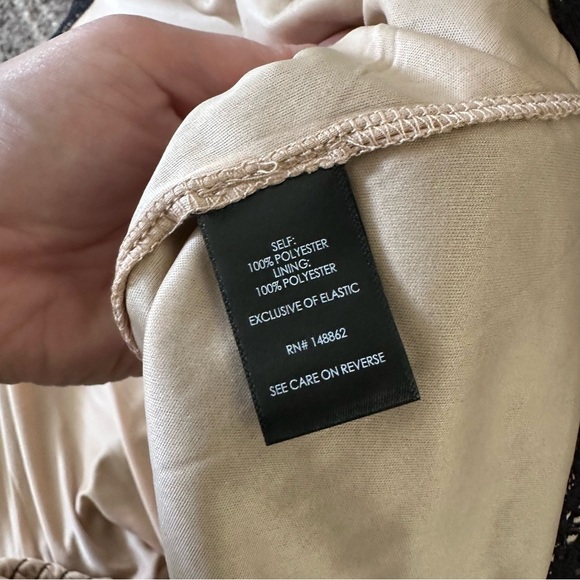 SELF:
100% POLYESTER
LINING:
100% POLYESTER
EXCLUSIVE OF ELASTIC
RN# 148862
SEE CARE ON REVERSE